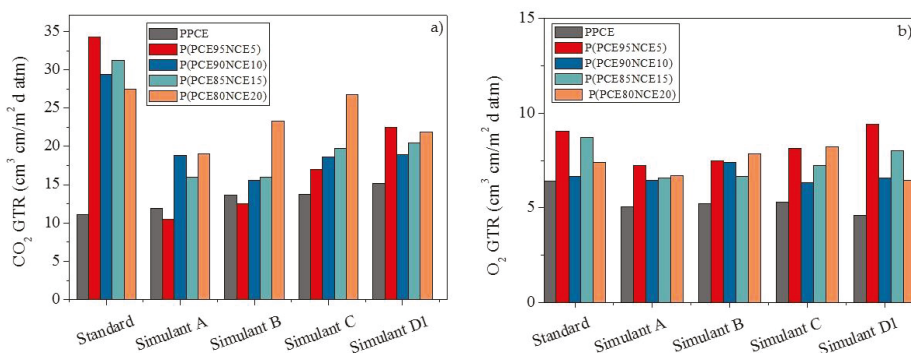 a)
PPCE
P(PCE95NCE5)
P(PCE90NCE10)
P(PCE85NCE15)
P(PCE80NCE20)
CO₂ GTR (cm³ cm/m² d atm)
35
30
25
20
15
10
5
0
Standard
Simulant A
Simulant B
Simulant C
Simulant D1
b)
PPCE
P(PCE95NCE5)
P(PCE90NCE10)
P(PCE85NCE15)
P(PCE80NCE20)
O₂ GTR (cm³ cm/m² d atm)
15
10
5
0
Standard
Simulant A
Simulant B
Simulant C
Simulant D1